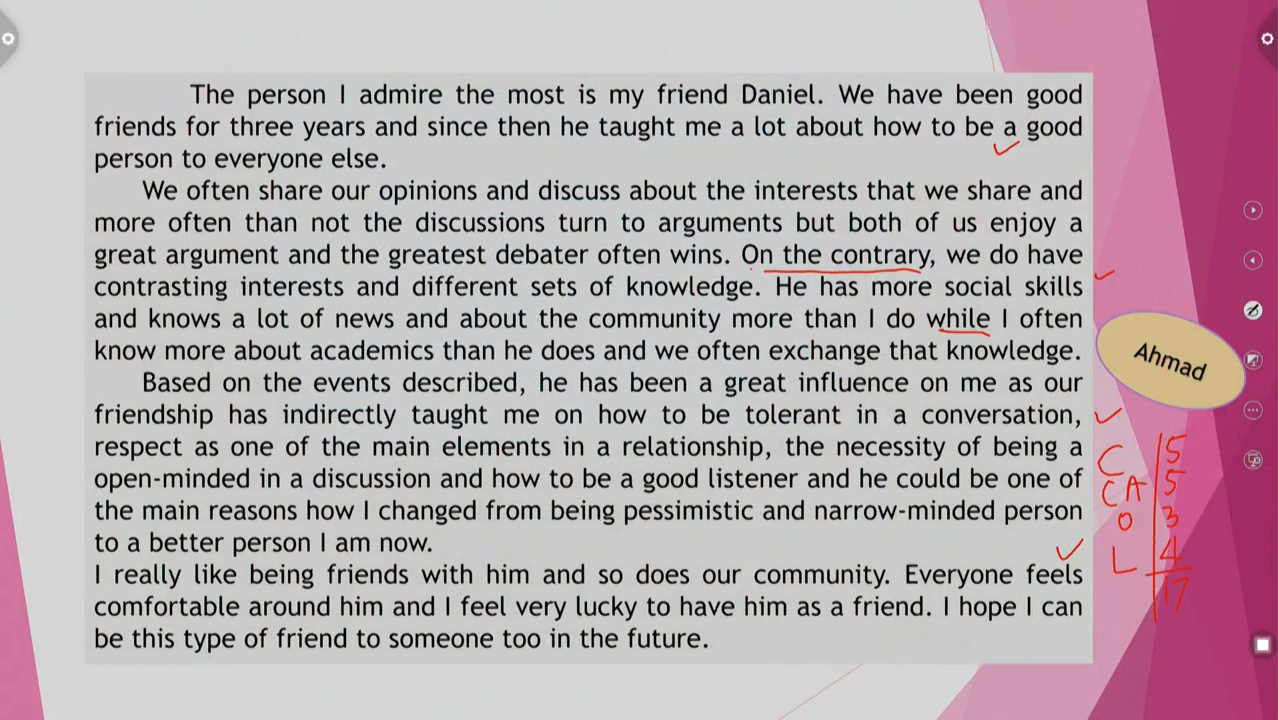 The person I admire the most is my friend Daniel. We have been good
friends for three years and since then he taught me a lot about how to be a good
person to everyone else.
We often share our opinions and discuss about the interests that we share and
more often than not the discussions turn to arguments but both of us enjoy a
great argument and the greatest debater often wins. On the contrary, we do have
contrasting interests and different sets of knowledge. He has more social skills
and knows a lot of news and about the community more than I do while I often
know more about academics than he does and we often exchange that knowledge.
Based on the events described, he has been a great influence on me as our
friendship has indirectly taught me on how to be tolerant in a conversation,
respect as one of the main elements in a relationship, the necessity of being a
open-minded in a discussion and how to be a good listener and he could be one of
the main reasons how I changed from being pessimistic and narrow-minded person
to a better person I am now.
I really like being friends with him and so does our community. Everyone feels
comfortable around him and I feel very lucky to have him as a friend. I hope I can
be this type of friend to someone too in the future.
Ahmad
C 5
CA 5
O 3
L 4
17